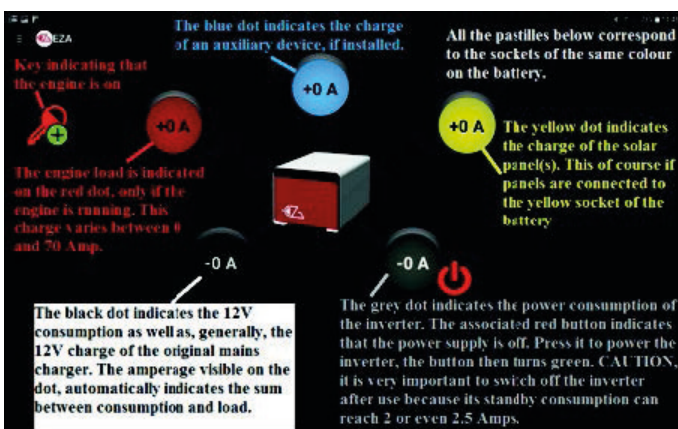 EZA
The blue dot indicates the charge
of an auxiliary device, if installed.
All the pastilles below correspond
to the sockets of the same colour
on the battery.
Key indicating that
the engine is on
+0 A
+0 A
+0 A
The yellow dot indicates
the charge of the solar
panel(s). This of course if
panels are connected to
the yellow socket of the
battery
The engine load is indicated
on the red dot, only if the
engine is running. This
charge varies between 0
and 70 Amp.
-0 A
-0 A
The black dot indicates the 12V
consumption as well as, generally, the
12V charge of the original mains
charger. The amperage visible on the
dot, automatically indicates the sum
between consumption and load.
The grey dot indicates the power consumption of
the inverter. The associated red button indicates
that the power supply is off. Press it to power the
inverter, the button then turns green. CAUTION,
it is very important to switch off the inverter
after use because its standby consumption can
reach 2 or even 2.5 Amps.